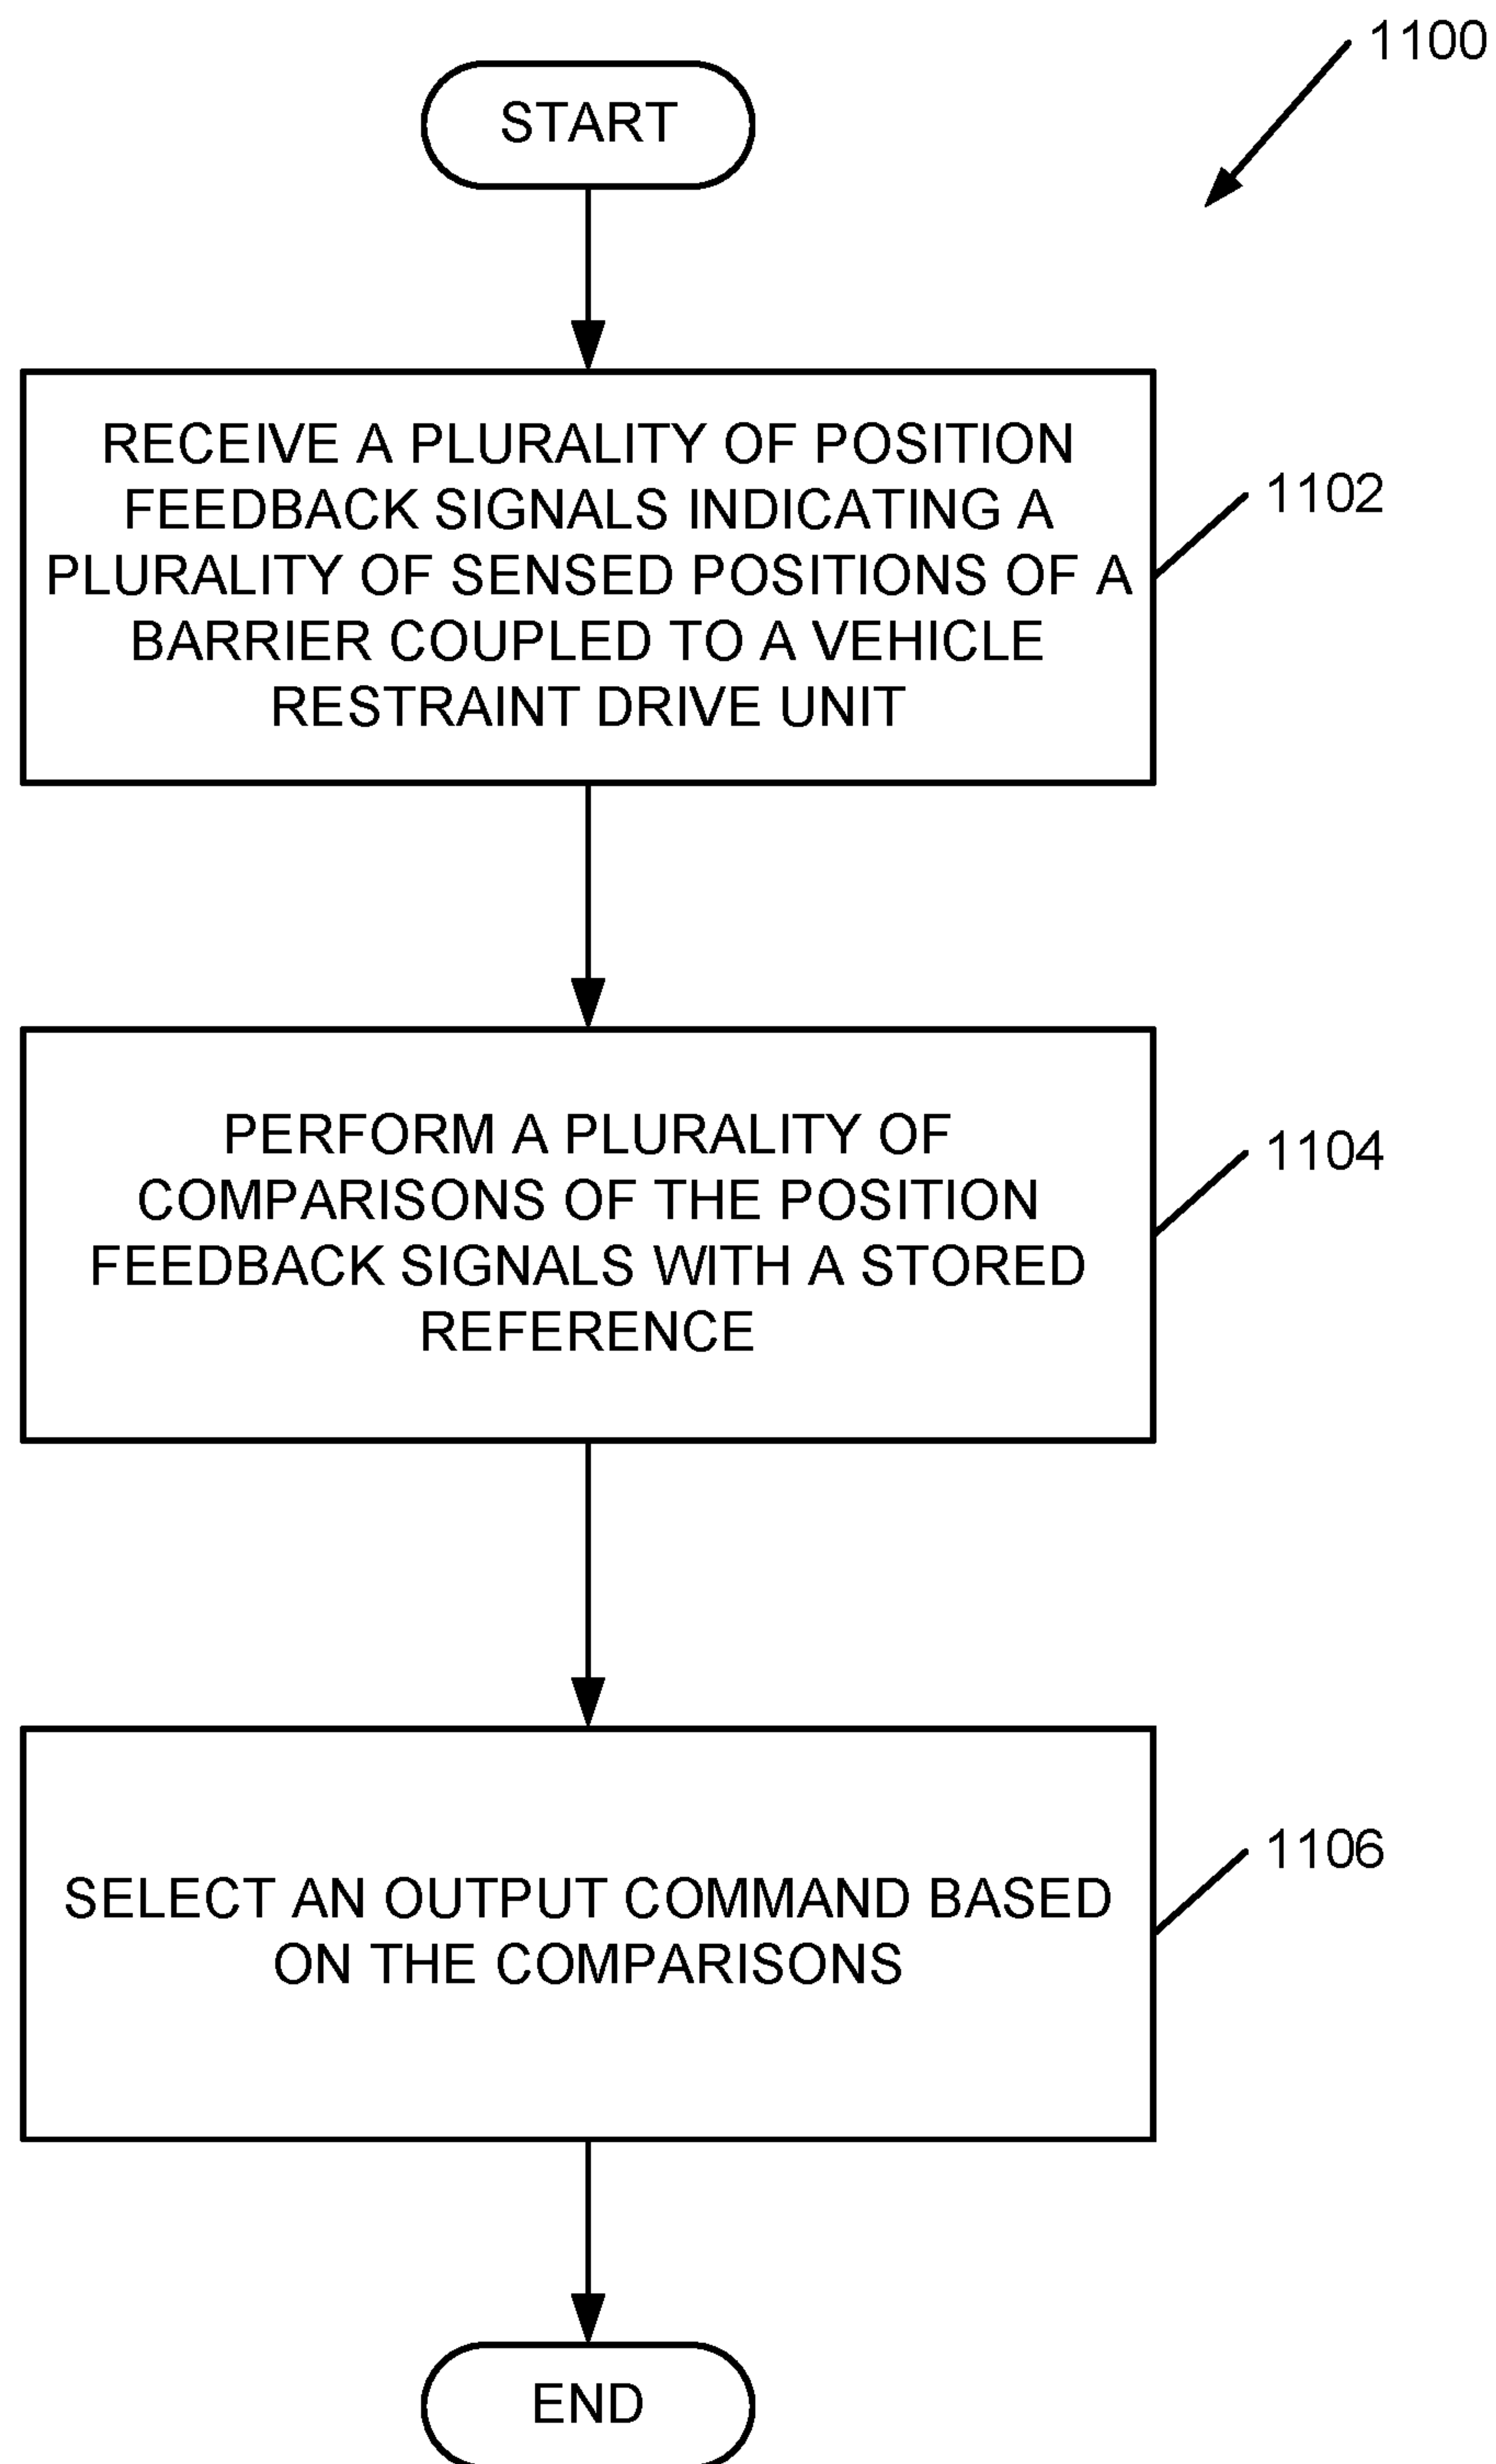 1100
START
RECEIVE A PLURALITY OF POSITION
FEEDBACK SIGNALS INDICATING A
PLURALITY OF SENSED POSITIONS OF A
BARRIER COUPLED TO A VEHICLE
RESTRAINT DRIVE UNIT
1102
PERFORM A PLURALITY OF
COMPARISONS OF THE POSITION
FEEDBACK SIGNALS WITH A STORED
REFERENCE
1104
SELECT AN OUTPUT COMMAND BASED
ON THE COMPARISONS
1106
END